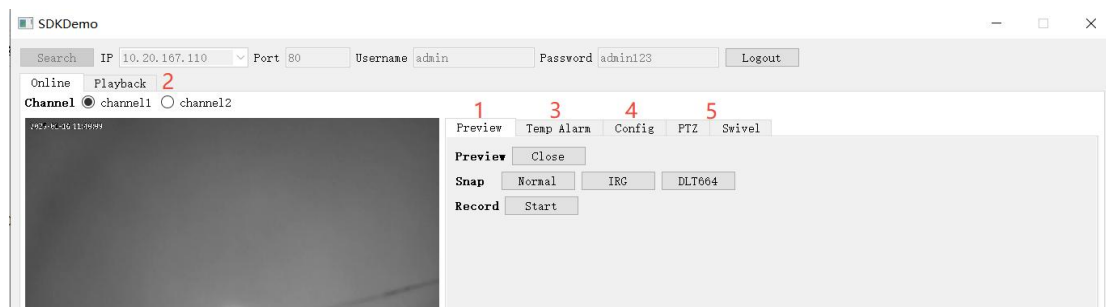 SDKDemo
Search IP 10.20.167.110 Port 80 Username admin Password admin123 Logout
Online Playback 2
Channel channel1 channel2
1 3 4 5
Preview Temp Alarm Config PTZ Swivel
Preview Close
Snap Normal IRG DLT664
Record Start